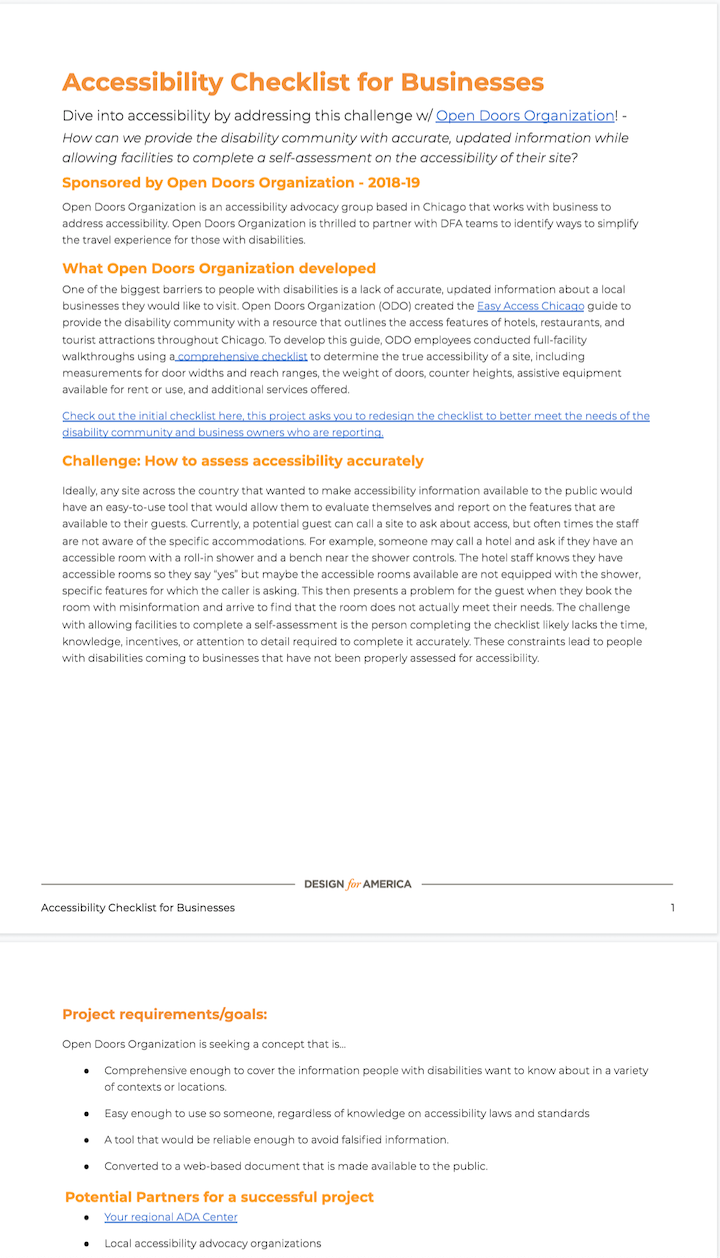 Accessibility Checklist for Businesses
Dive into accessibility by addressing this challenge w/ Open Doors Organization! -
How can we provide the disability community with accurate, updated information while
allowing facilities to complete a self-assessment on the accessibility of their site?
Sponsored by Open Doors Organization - 2018-19
Open Doors Organization is an accessibility advocacy group based in Chicago that works with business to
address accessibility. Open Doors Organization is thrilled to partner with DFA teams to identify ways to simplify
the travel experience for those with disabilities.
What Open Doors Organization developed
One of the biggest barriers to people with disabilities is a lack of accurate, updated information about a local
businesses they would like to visit. Open Doors Organization (ODO) created the Easy Access Chicago guide to
provide the disability community with a resource that outlines the access features of hotels, restaurants, and
tourist attractions throughout Chicago. To develop this guide, ODO employees conducted full-facility
walkthroughs using a comprehensive checklist to determine the true accessibility of a site, including
measurements for door widths and reach ranges, the weight of doors, counter heights, assistive equipment
available for rent or use, and additional services offered.
Check out the initial checklist here, this project asks you to redesign the checklist to better meet the needs of the
disability community and business owners who are reporting.
Challenge: How to assess accessibility accurately
Ideally, any site across the country that wanted to make accessibility information available to the public would
have an easy-to-use tool that would allow them to evaluate themselves and report on the features that are
available to their guests. Currently, a potential guest can call a site to ask about access, but often times the staff
are not aware of the specific accommodations. For example, someone may call a hotel and ask if they have an
accessible room with a roll-in shower and a bench near the shower controls. The hotel staff knows they have
accessible rooms so they say “yes” but maybe the accessible rooms available are not equipped with the shower,
specific features for which the caller is asking. This then presents a problem for the guest when they book the
room with misinformation and arrive to find that the room does not actually meet their needs. The challenge
with allowing facilities to complete a self-assessment is the person completing the checklist likely lacks the time,
knowledge, incentives, or attention to detail required to complete it accurately. These constraints lead to people
with disabilities coming to businesses that have not been properly assessed for accessibility.
DESIGN for AMERICA
Accessibility Checklist for Businesses 1
Project requirements/goals:
Open Doors Organization is seeking a concept that is...
● Comprehensive enough to cover the information people with disabilities want to know about in a variety
of contexts or locations.
● Easy enough to use so someone, regardless of knowledge on accessibility laws and standards
● A tool that would be reliable enough to avoid falsified information.
● Converted to a web-based document that is made available to the public.
Potential Partners for a successful project
● Your regional ADA Center
● Local accessibility advocacy organizations